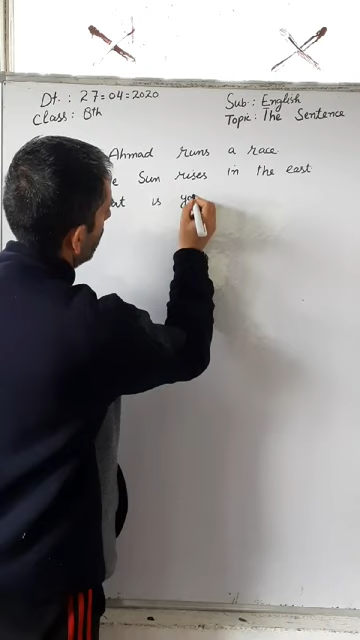 Dt. : 27=04=2020
Sub.: English
Class: 8th
Topic: The Sentence
Ahmad runs a race
Sun rises in the east
is